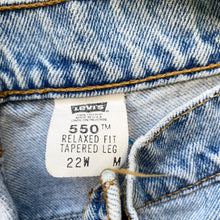 LEVI'S
550™
RELAXED FIT
TAPERED LEG
22W M